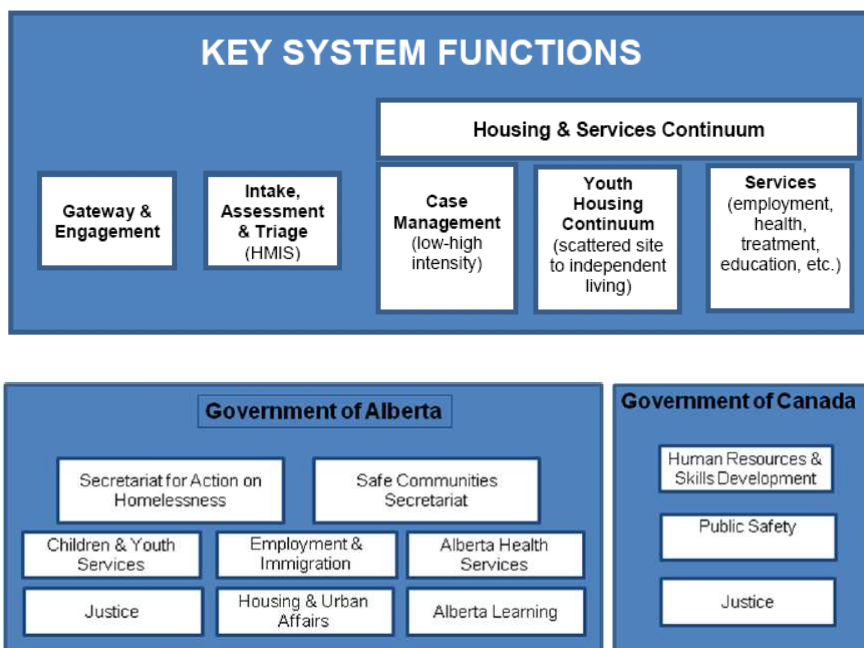 KEY SYSTEM FUNCTIONS
Housing & Services Continuum
Gateway &
Engagement
Intake,
Assessment
& Triage
(HMIS)
Case
Management
(low-high
intensity)
Youth
Housing
Continuum
(scattered site
to independent
living)
Services
(employment,
health,
treatment,
education, etc.)
Government of Alberta
Secretariat for Action on
Homelessness
Safe Communities
Secretariat
Children & Youth
Services
Employment &
Immigration
Alberta Health
Services
Justice
Housing & Urban
Affairs
Alberta Learning
Government of Canada
Human Resources &
Skills Development
Public Safety
Justice